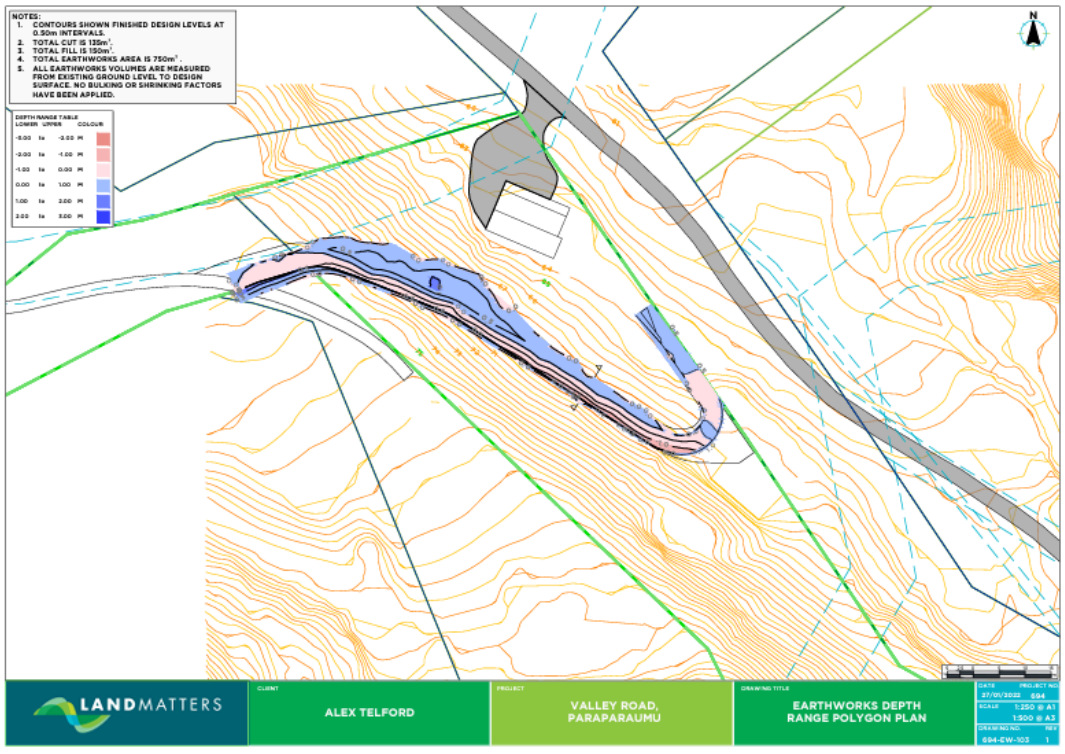 NOTES:
1. CONTOURS SHOWN FINISHED DESIGN LEVELS AT
0.50m INTERVALS.
2. TOTAL CUT IS 135m³.
3. TOTAL FILL IS 150m³.
4. TOTAL EARTHWORKS AREA IS 750m².
5. ALL EARTHWORKS VOLUMES ARE MEASURED
FROM EXISTING GROUND LEVEL TO DESIGN
SURFACE. NO BULKING OR SHRINKING FACTORS
HAVE BEEN APPLIED.
N
DEPTH RANGE TABLE
LOWER UPPER COLOUR
to -2.00 M
-2.00 to -1.00 M
-1.00 to 0.00 M
0.00 to 1.00 M
1.00 to 2.00 M
2.00 to 3.00 M
LANDMATTERS
CLIENT
ALEX TELFORD
PROJECT
VALLEY ROAD,
PARAPARAUMU
DRAWING TITLE
EARTHWORKS DEPTH
RANGE POLYGON PLAN
DATE PROJECT NO.
27/01/2022 694
SCALE 1:250 @ A1
1:500 @ A3
DRAWING NO. REV
694-EW-103 1